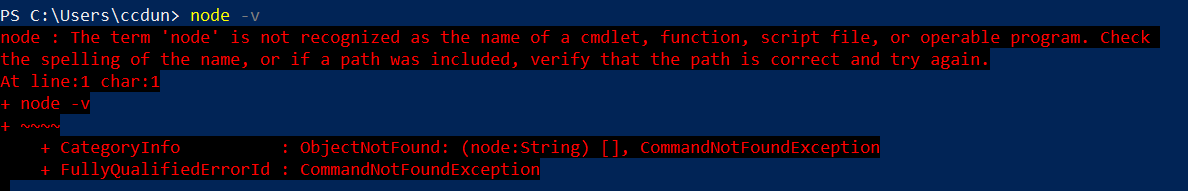 PS C:\Users\ccdun> node -v
node : The term 'node' is not recognized as the name of a cmdlet, function, script file, or operable program. Check
the spelling of the name, or if a path was included, verify that the path is correct and try again.
At line:1 char:1
+ node -v
+ ~~~~
    + CategoryInfo          : ObjectNotFound: (node:String) [], CommandNotFoundException
    + FullyQualifiedErrorId : CommandNotFoundException